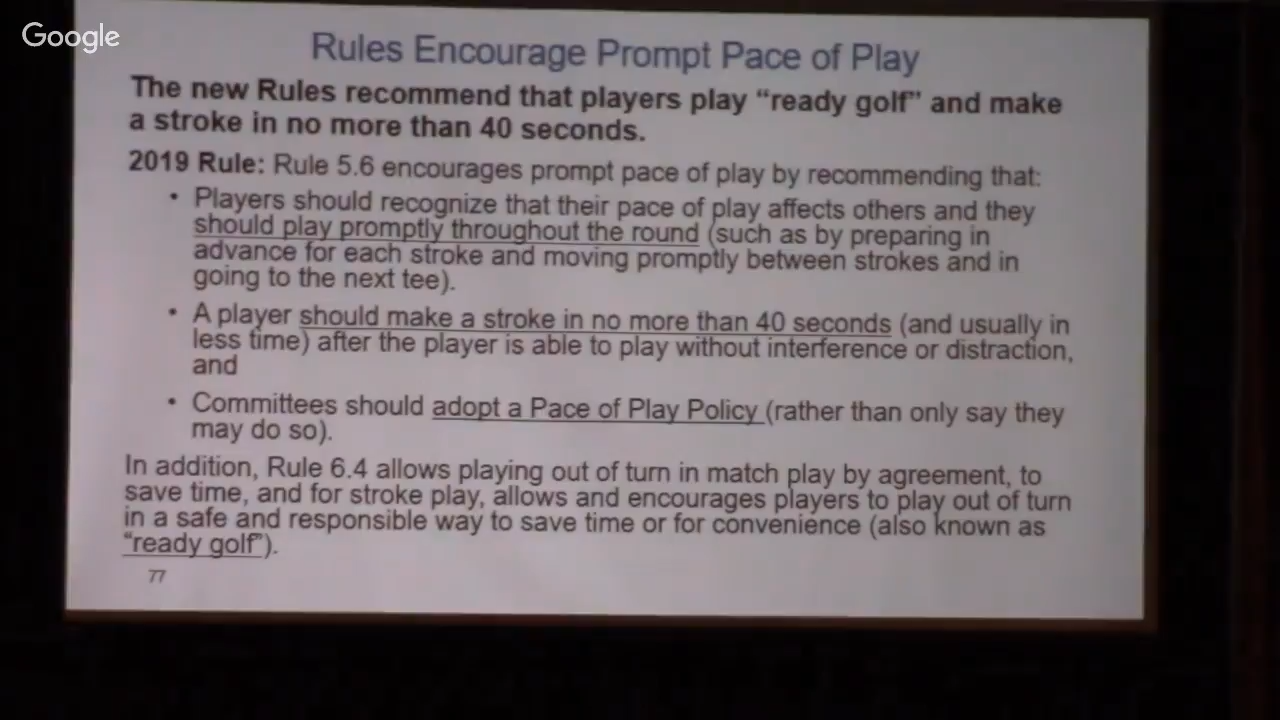 Google
Rules Encourage Prompt Pace of Play
The new Rules recommend that players play “ready golf” and make
a stroke in no more than 40 seconds.
2019 Rule: Rule 5.6 encourages prompt pace of play by recommending that:
• Players should recognize that their pace of play affects others and they
should play promptly throughout the round (such as by preparing in
advance for each stroke and moving promptly between strokes and in
going to the next tee).
• A player should make a stroke in no more than 40 seconds (and usually in
less time) after the player is able to play without interference or distraction,
and
• Committees should adopt a Pace of Play Policy (rather than only say they
may do so).
In addition, Rule 6.4 allows playing out of turn in match play by agreement, to
save time, and for stroke play, allows and encourages players to play out of turn
in a safe and responsible way to save time or for convenience (also known as
“ready golf”).
77